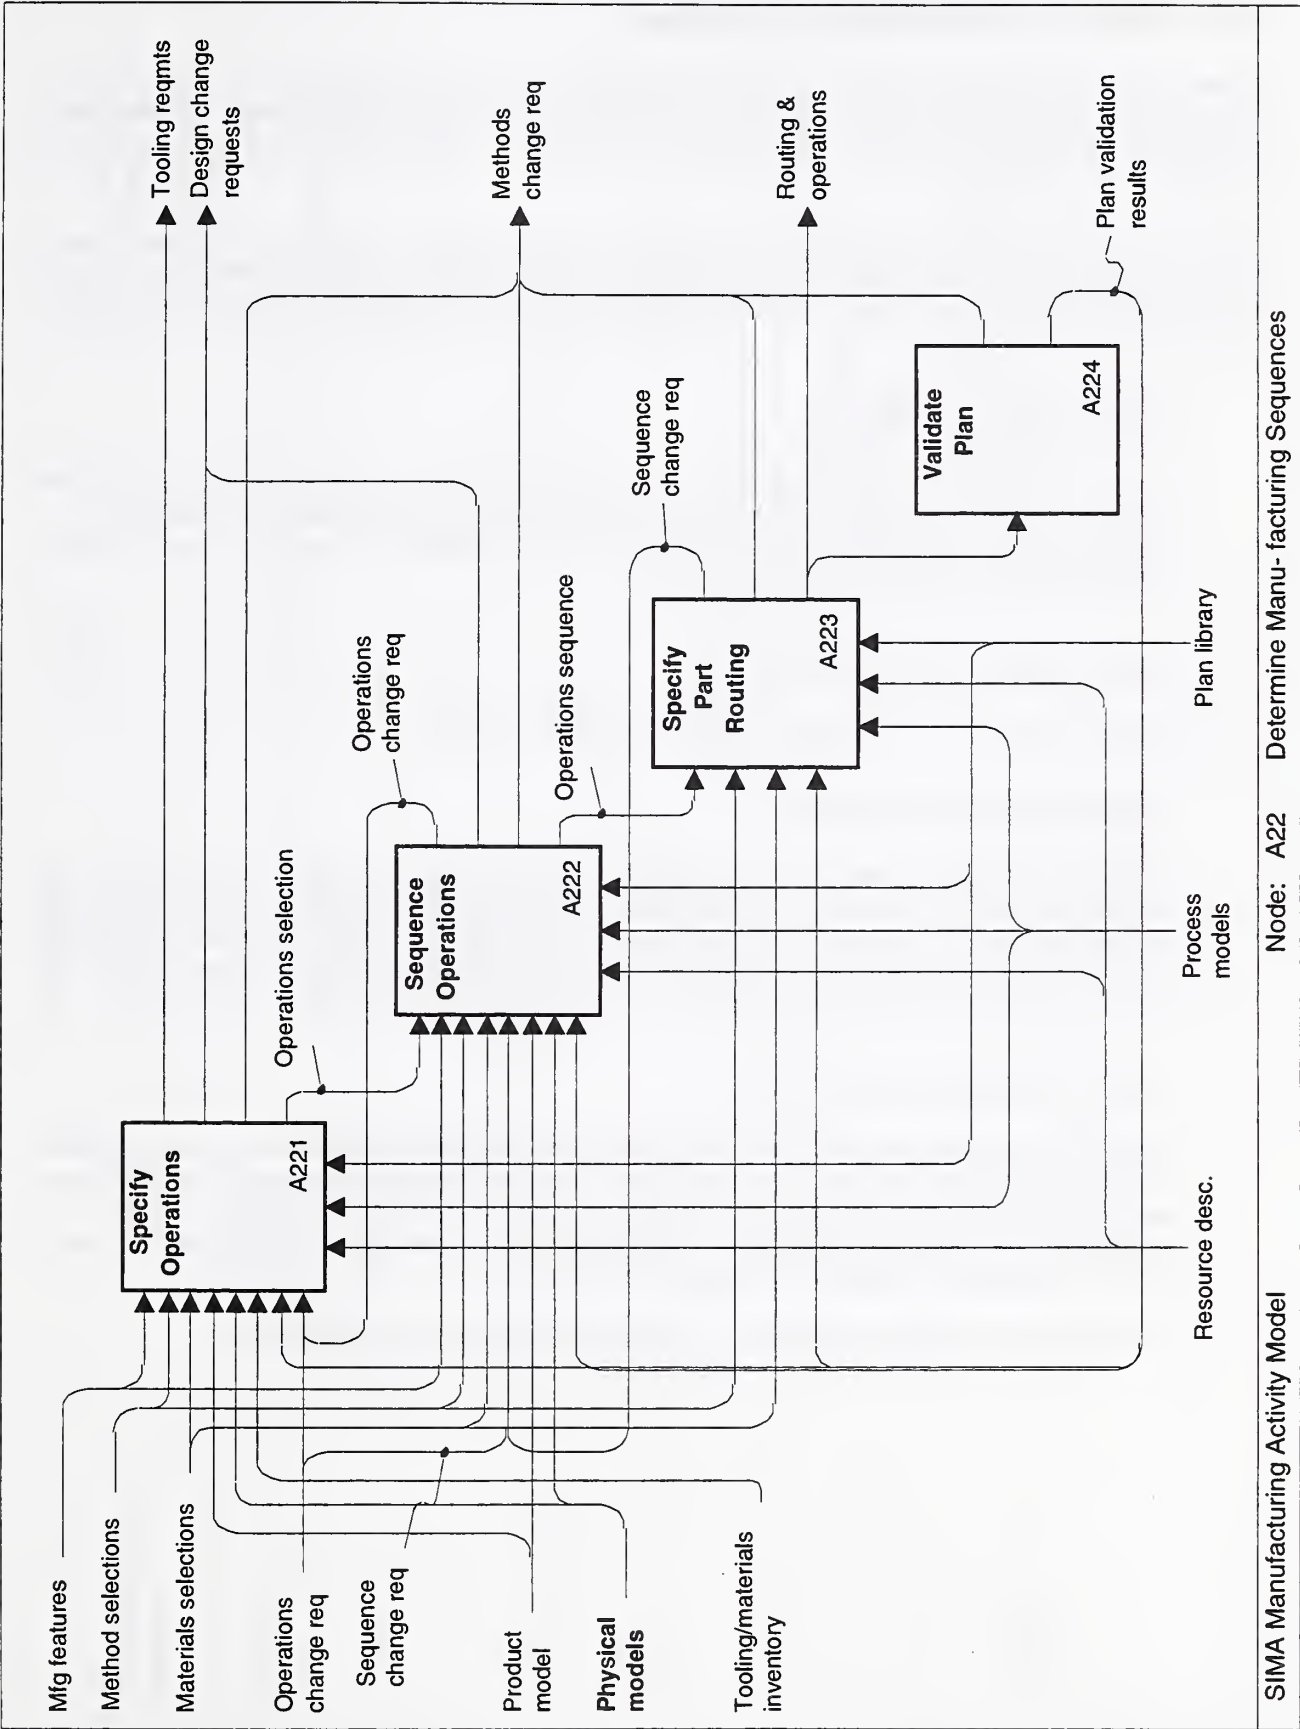 Mfg features
Method selections
Materials selections
Operations
change req
Sequence
change req
Product
model
Physical
models
Tooling/materials
inventory
Specify
Operations
A221
Operations selection
Sequence
Operations
A222
Operations
change req
Operations sequence
Specify
Part
Routing
A223
Sequence
change req
Validate
Plan
A224
Tooling reqmts
Design change
requests
Methods
change req
Routing &
operations
Plan validation
results
Resource desc.
Process
models
Plan library
SIMA Manufacturing Activity Model Node: A22 Determine Manu- facturing Sequences